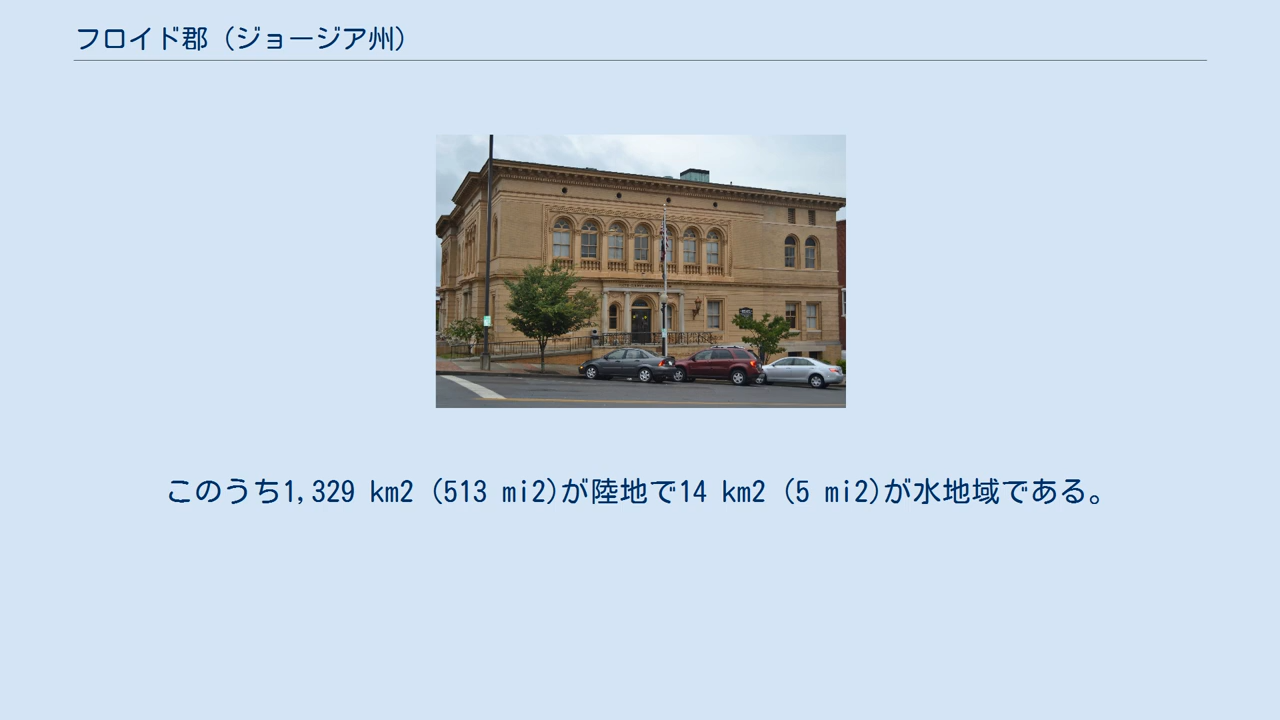 フロイド郡（ジョージア州）
このうち1,329 km2 (513 mi2)が陸地で14 km2 (5 mi2)が水地域である。